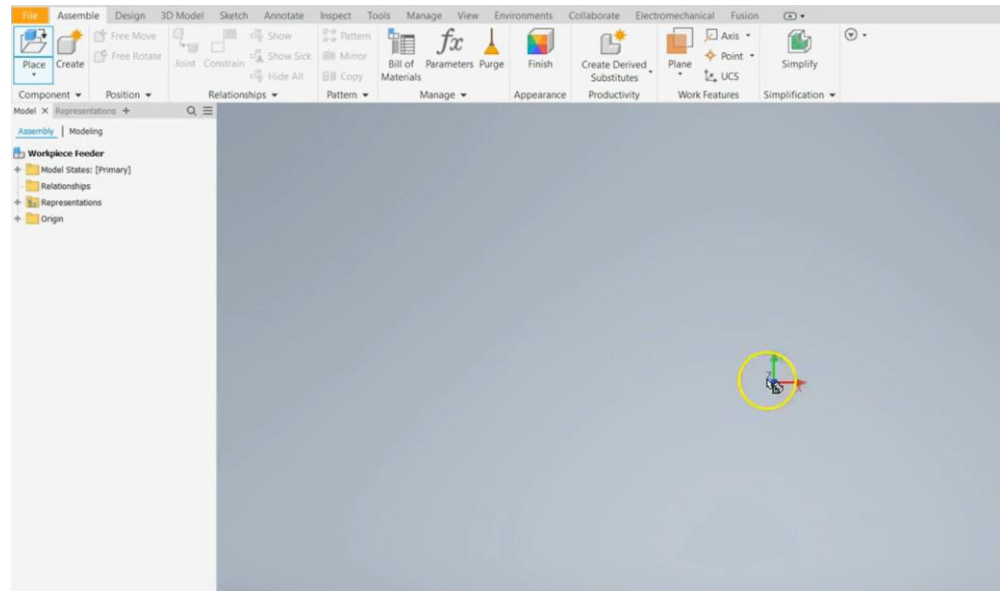 File Assemble Design 3D Model Sketch Annotate Inspect Tools Manage View Environments Collaborate Electromechanical Fusion
Free Move Show Pattern Axis
Free Rotate Show Sick Mirror Point
Place Create Joint Constrain Hide All Copy Bill of Materials Parameters Purge Finish Create Derived Substitutes Plane UCS Simplify
Component Position Relationships Pattern Manage Appearance Productivity Work Features Simplification
Model Representations +
Assembly | Modeling
Workpiece Feeder
Model States: [Primary]
Relationships
Representations
Origin
Z
X